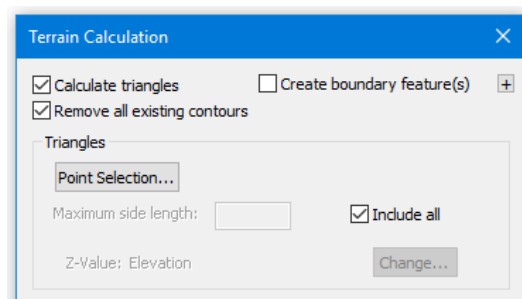 Terrain Calculation
Calculate triangles
Create boundary feature(s)
+
Remove all existing contours
Triangles
Point Selection...
Maximum side length:
Include all
Z-Value: Elevation
Change...